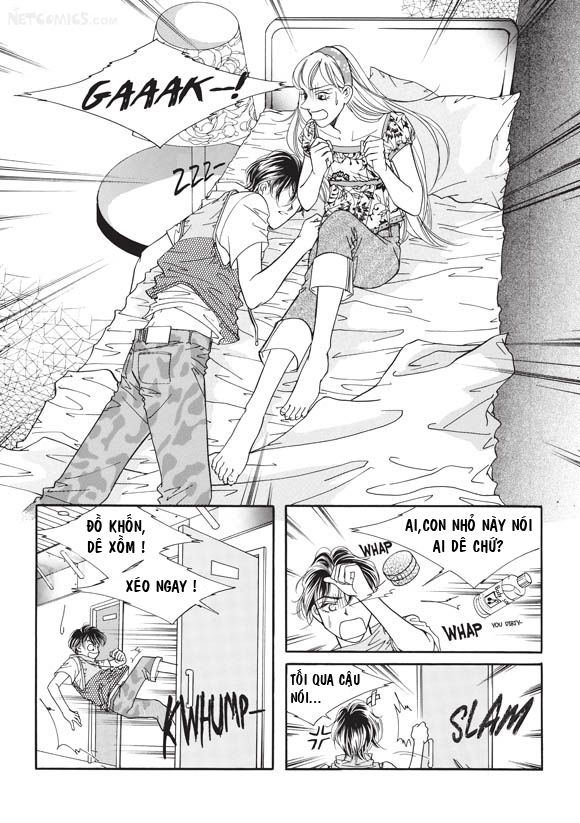 NETCOMICS.COM
GAAAK-!
ZZZ-
ĐỒ KHỐN,
DÊ XỒM !
XÉO NGAY !
KWHUMP-
AI,CON NHỎ NÀY NÓI
AI DÊ CHỨ?
WHAP
WHAP
YOU DIRTY-
TỐI QUA CẬU
NÓI...
SLAM